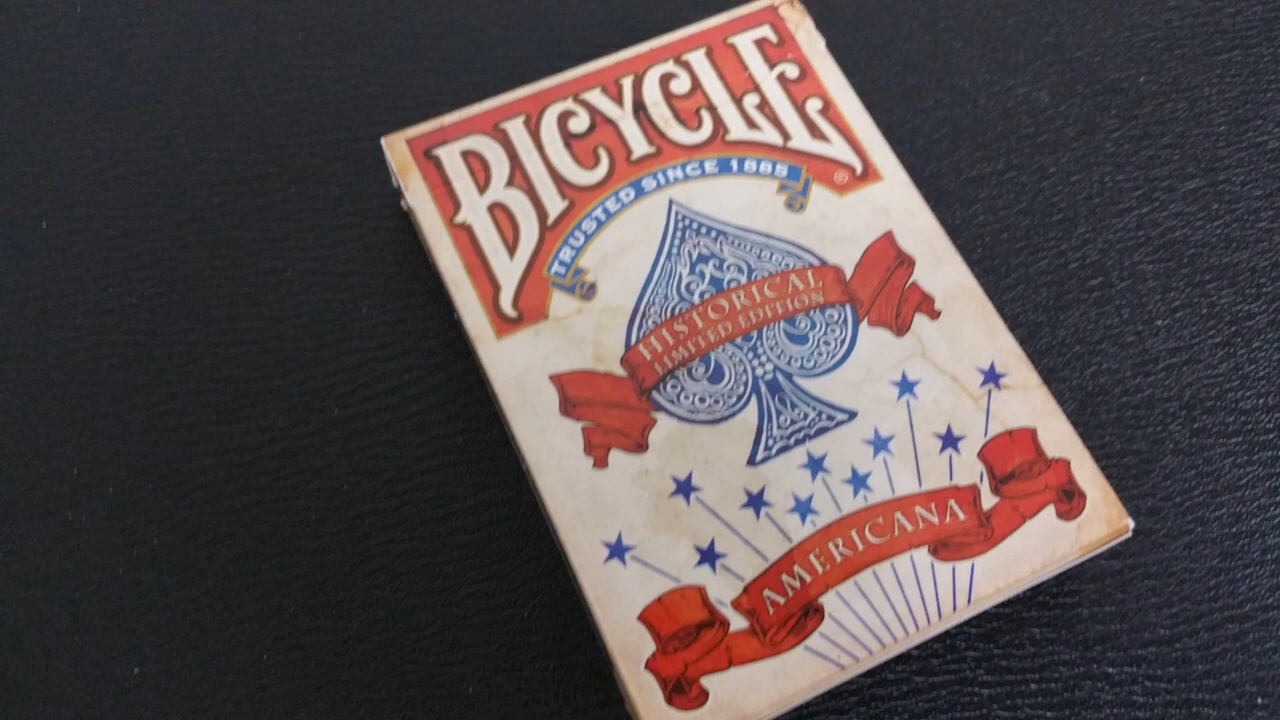 BICYCLE
®
TRUSTED SINCE 1885
HISTORICAL
LIMITED EDITION
AMERICANA